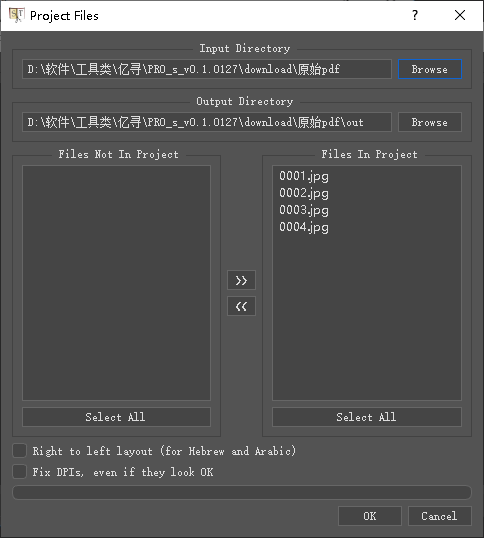 Project Files
Input Directory
D:\软件\工具类\亿寻\PRO_s_v0.1.0127\download\原始pdf
Browse
Output Directory
D:\软件\工具类\亿寻\PRO_s_v0.1.0127\download\原始pdf\out
Browse
Files Not In Project
Files In Project
0001.jpg
0002.jpg
0003.jpg
0004.jpg
>>
<<
Select All
Select All
Right to left layout (for Hebrew and Arabic)
Fix DPIs, even if they look OK
OK
Cancel